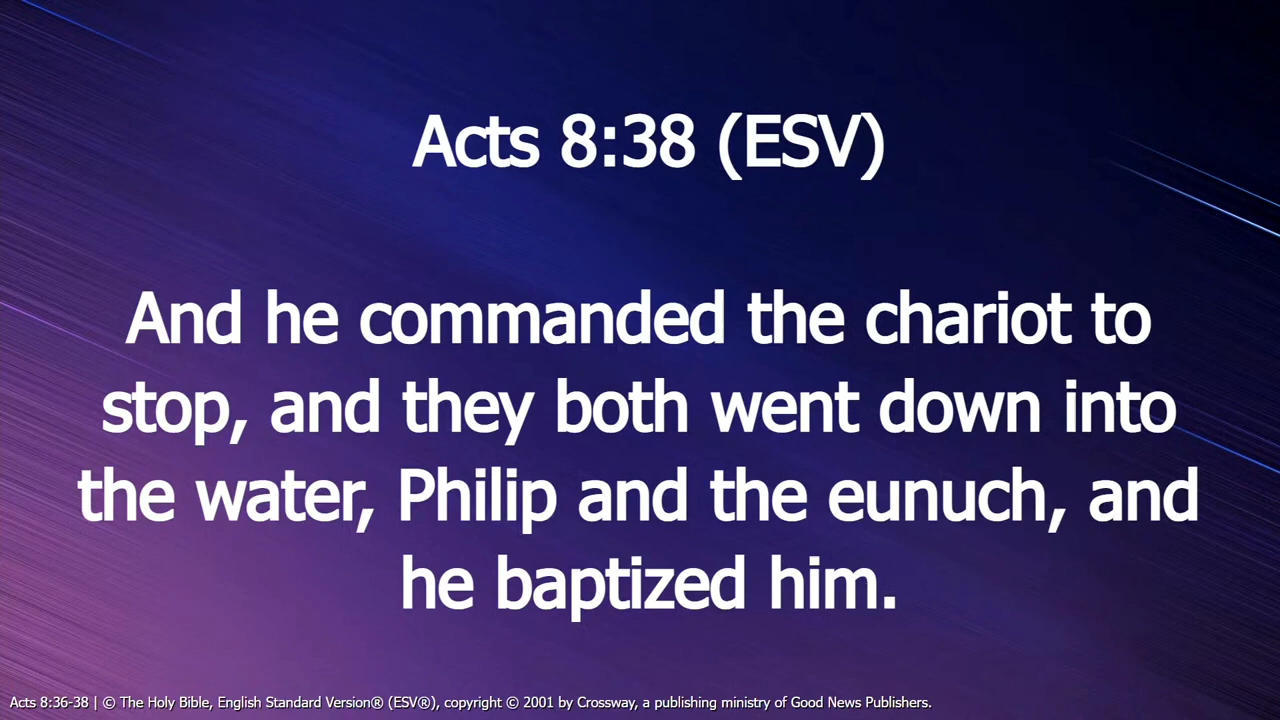 Acts 8:38 (ESV)
And he commanded the chariot to
stop, and they both went down into
the water, Philip and the eunuch, and
he baptized him.
Acts 8:36-38 | © The Holy Bible, English Standard Version® (ESV®), copyright © 2001 by Crossway, a publishing ministry of Good News Publishers.